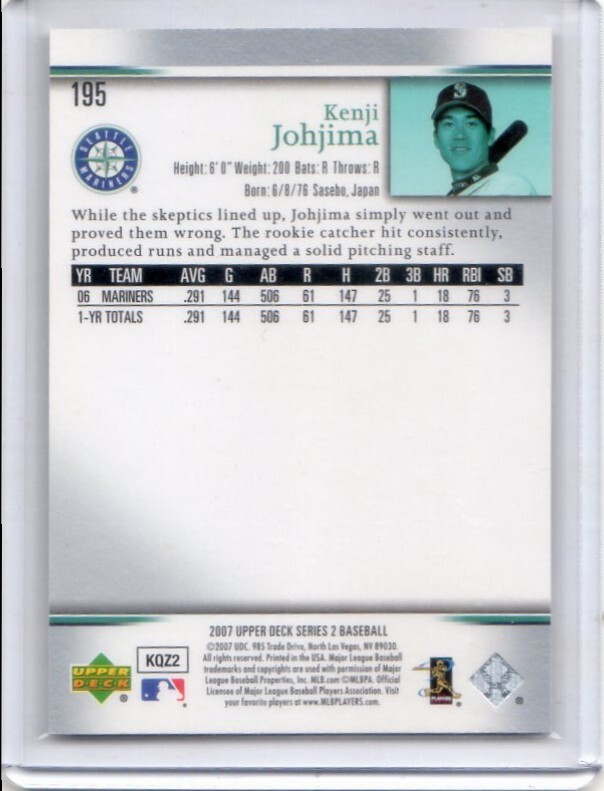 195
Kenji
Johjima
SEATTLE
MARINERS
®
Height: 6' 0" Weight: 200 Bats: R Throws: R
Born: 6/8/76 Sasebo, Japan
While the skeptics lined up, Johjima simply went out and
proved them wrong. The rookie catcher hit consistently,
produced runs and managed a solid pitching staff.
YR TEAM AVG G AB R H 2B 3B HR RBI SB
06 MARINERS .291 144 506 61 147 25 1 18 76 3
1-YR TOTALS .291 144 506 61 147 25 1 18 76 3
2007 UPPER DECK SERIES 2 BASEBALL
©2007 UDC. 985 Trade Drive, North Las Vegas, NV 89030.
All rights reserved. Printed in the USA. Major League Baseball
trademarks and copyrights are used with permission of Major
League Baseball Properties, Inc. MLB.com ©MLBPA. Official
Licensee of Major League Baseball Players Association. Visit
your favorite players at www.MLBPLAYERS.com.
KQZ2
UPPER
DECK ®
PLAYERS